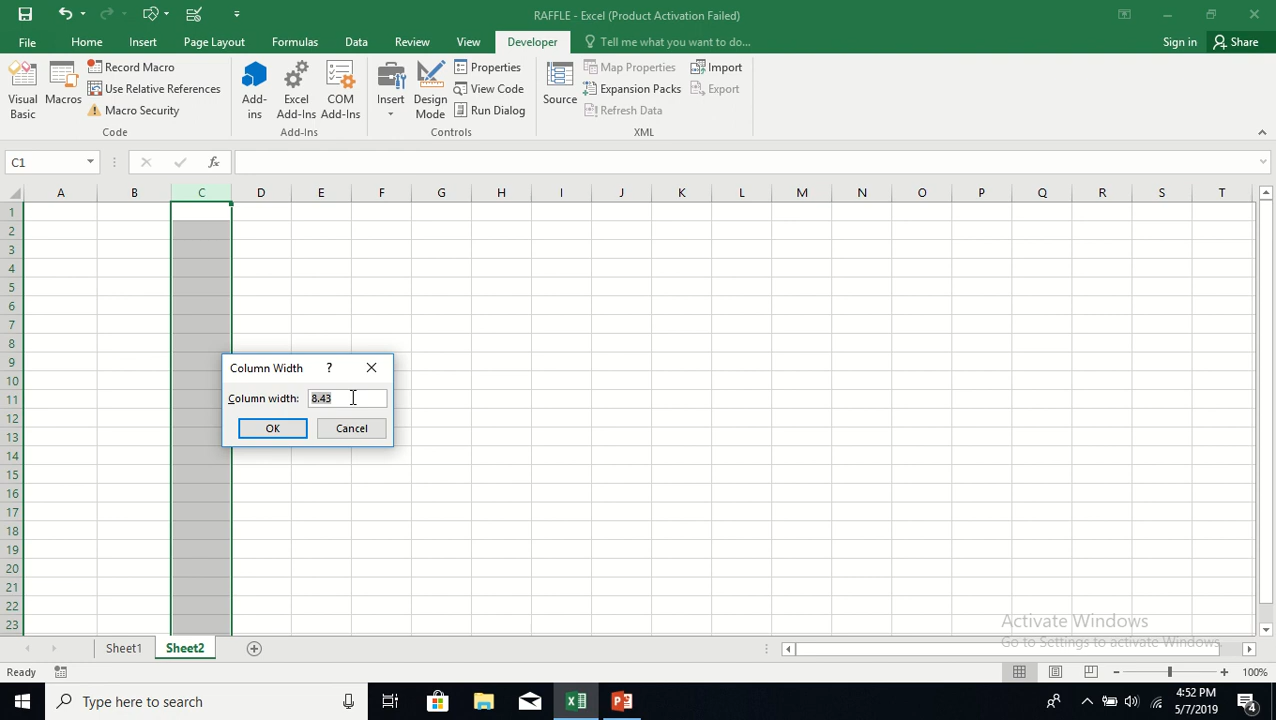 RAFFLE - Excel (Product Activation Failed)
File Home Insert Page Layout Formulas Data Review View Developer Tell me what you want to do... Sign in Share
Visual Basic
Macros
Record Macro
Use Relative References
Macro Security
Code
Add-ins
Excel Add-Ins
COM Add-Ins
Add-Ins
Insert
Design Mode
Properties
View Code
Run Dialog
Controls
Source
Map Properties
Expansion Packs
Refresh Data
Import
Export
XML
C1 fx
A B C D E F G H I J K L M N O P Q R S T
1
2
3
4
5
6
7
8
9
10
11
12
13
14
15
16
17
18
19
20
21
22
23
Column Width ?
Column width: 8.43
OK Cancel
Activate Windows
Go to Settings to activate Windows.
Sheet1 Sheet2
Ready 100%
Type here to search
4:52 PM
5/7/2019
4